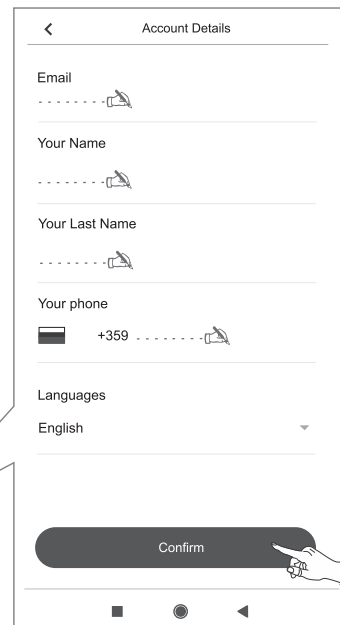 Account Details
Email
Your Name
Your Last Name
Your phone
+359
Languages
English
Confirm